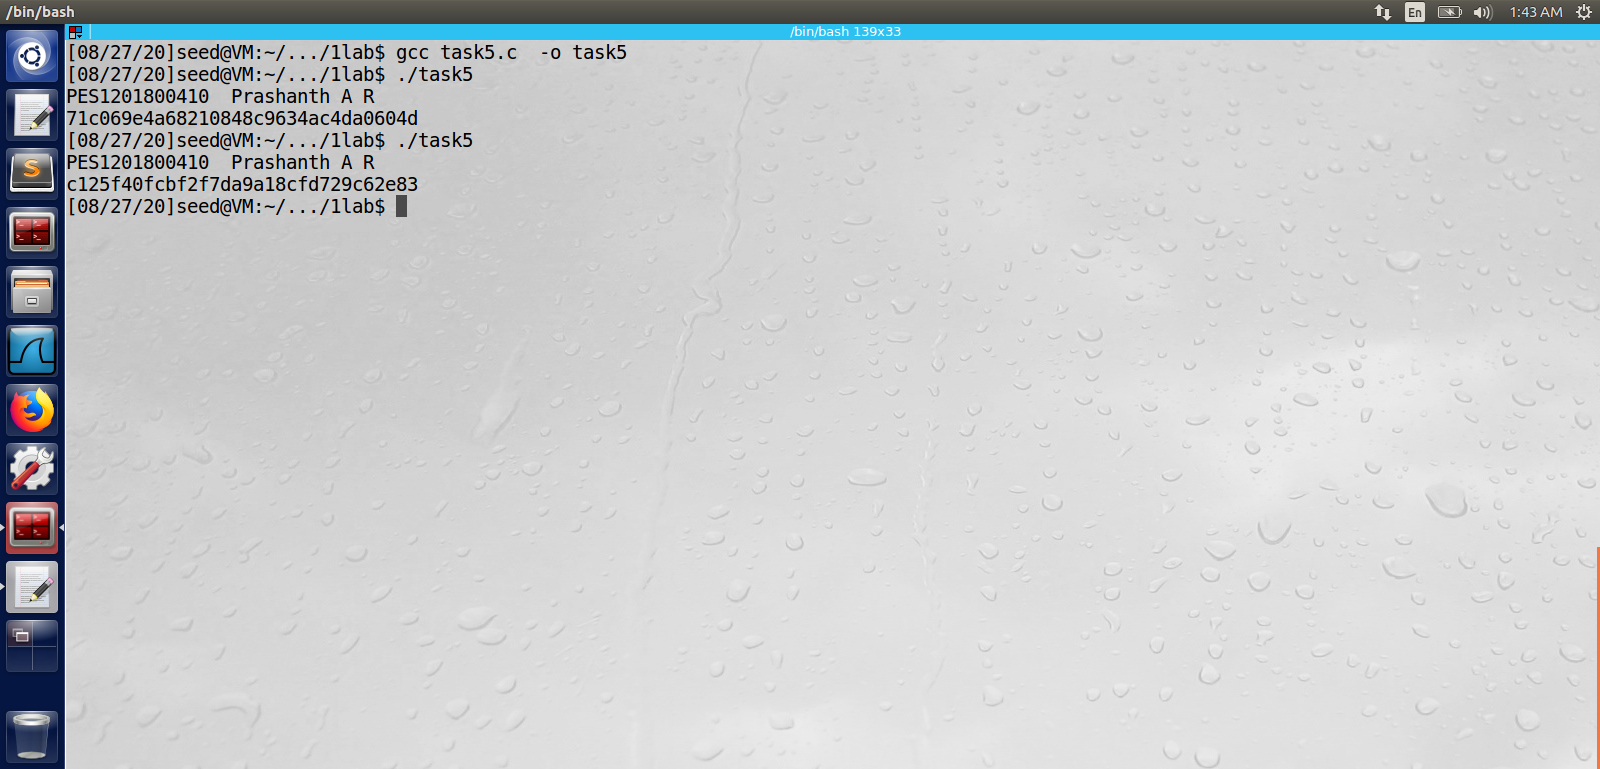 /bin/bash
En
1:43 AM
/bin/bash 139x33
[08/27/20]seed@VM:~/.../1lab$ gcc task5.c  -o task5
[08/27/20]seed@VM:~/.../1lab$ ./task5
PES1201800410  Prashanth A R
71c069e4a68210848c9634ac4da0604d
[08/27/20]seed@VM:~/.../1lab$ ./task5
PES1201800410  Prashanth A R
c125f40fcbf2f7da9a18cfd729c62e83
[08/27/20]seed@VM:~/.../1lab$